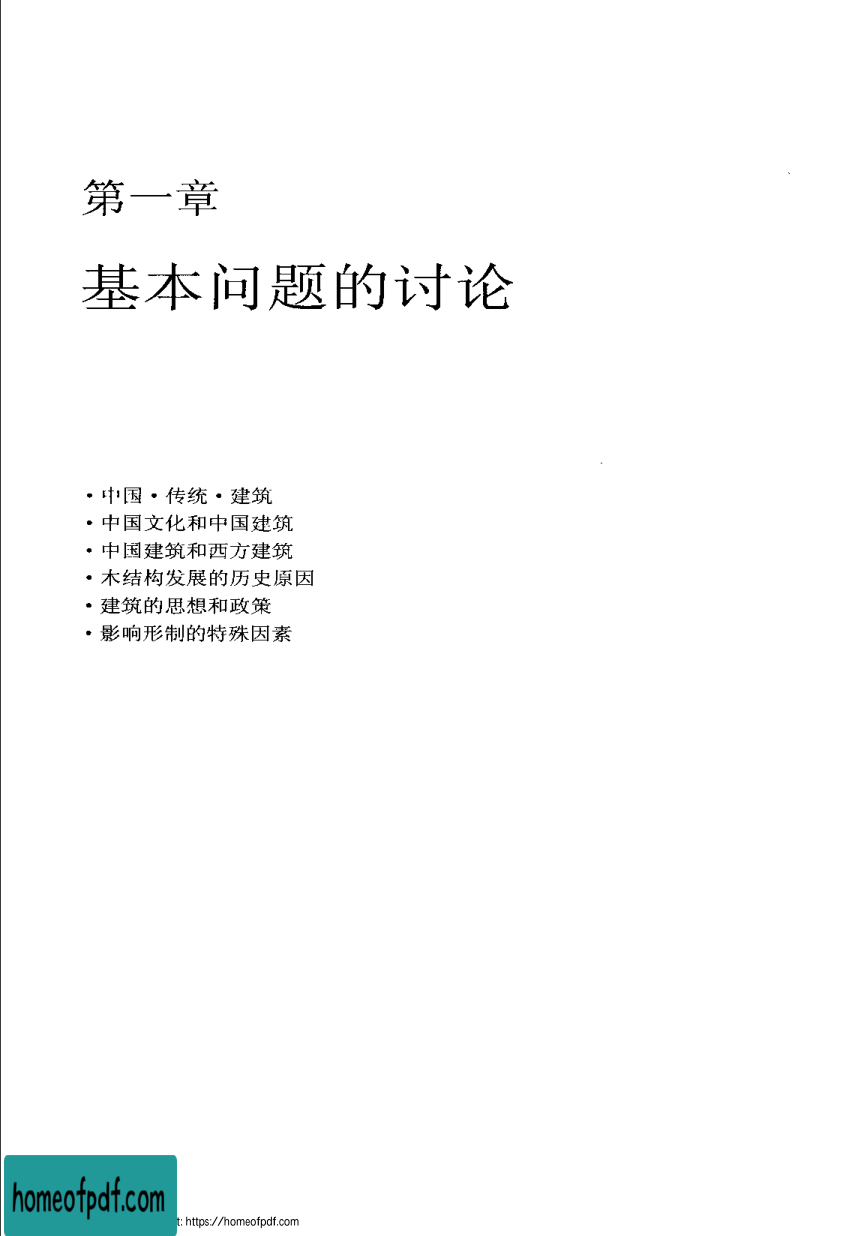 第一章
基本问题的讨论
·中国·传统·建筑
·中国文化和中国建筑
·中国建筑和西方建筑
·木结构发展的历史原因
·建筑的思想和政策
·影响形制的特殊因素
homeofpdf.com
t: https://homeofpdf.com